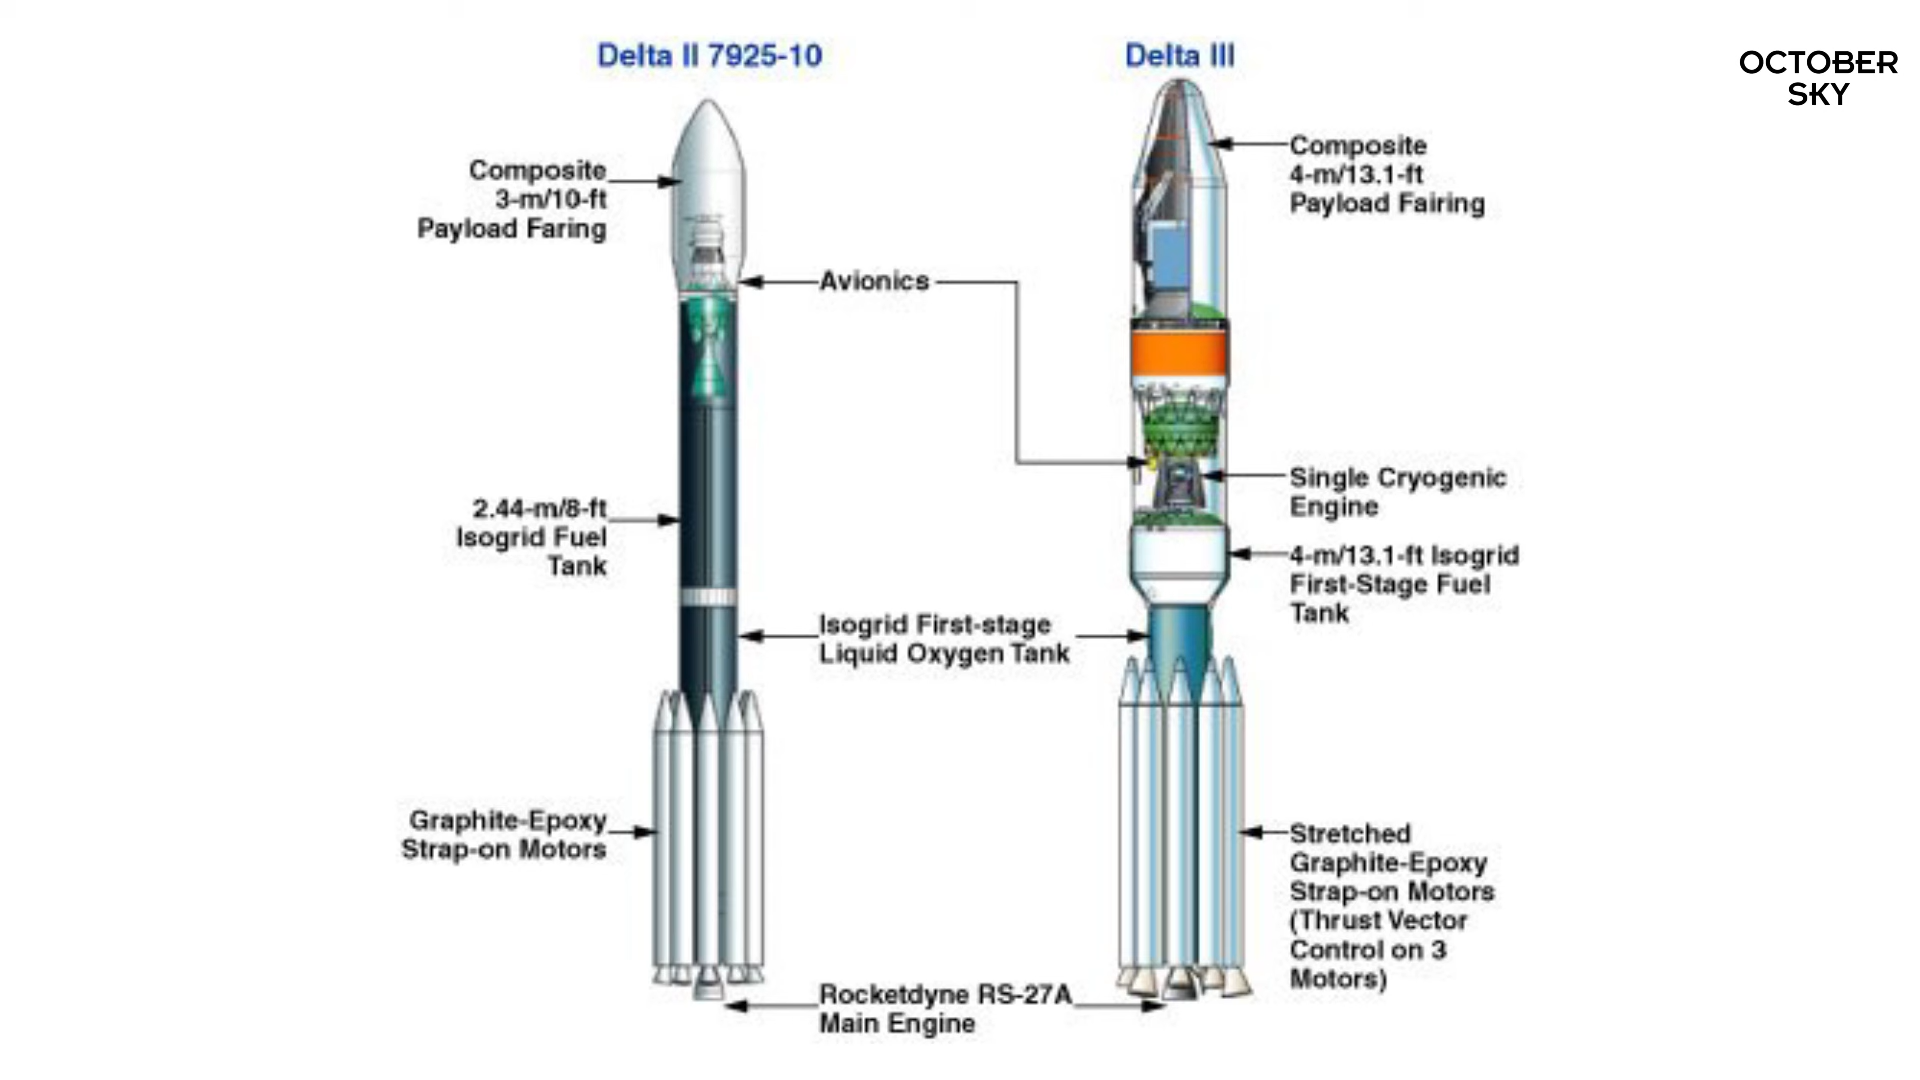 Delta II 7925-10
Delta III
OCTOBER
SKY
Composite
3-m/10-ft
Payload Faring
Composite
4-m/13.1-ft
Payload Fairing
Avionics
2.44-m/8-ft
Isogrid Fuel
Tank
Single Cryogenic
Engine
4-m/13.1-ft Isogrid
First-Stage Fuel
Tank
Isogrid First-stage
Liquid Oxygen Tank
Graphite-Epoxy
Strap-on Motors
Stretched
Graphite-Epoxy
Strap-on Motors
(Thrust Vector
Control on 3
Motors)
Rocketdyne RS-27A
Main Engine